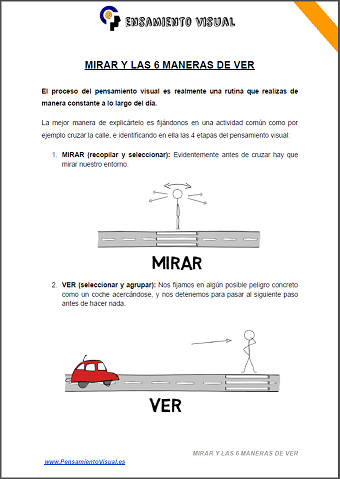 PENSAMIENTO VISUAL
MIRAR Y LAS 6 MANERAS DE VER
El proceso del pensamiento visual es realmente una rutina que realizas de
manera constante a lo largo del día.
La mejor manera de explicártelo es fijándonos en una actividad común como por
ejemplo cruzar la calle, e identificando en ella las 4 etapas del pensamiento visual:
1. MIRAR (recopilar y seleccionar): Evidentemente antes de cruzar hay que
mirar nuestro entorno.
MIRAR
2. VER (seleccionar y agrupar): Nos fijamos en algún posible peligro concreto
como un coche acercándose, y nos detenemos para pasar al siguiente paso
antes de hacer nada.
VER
MIRAR Y LAS 6 MANERAS DE VER
www.PensamientoVisual.es